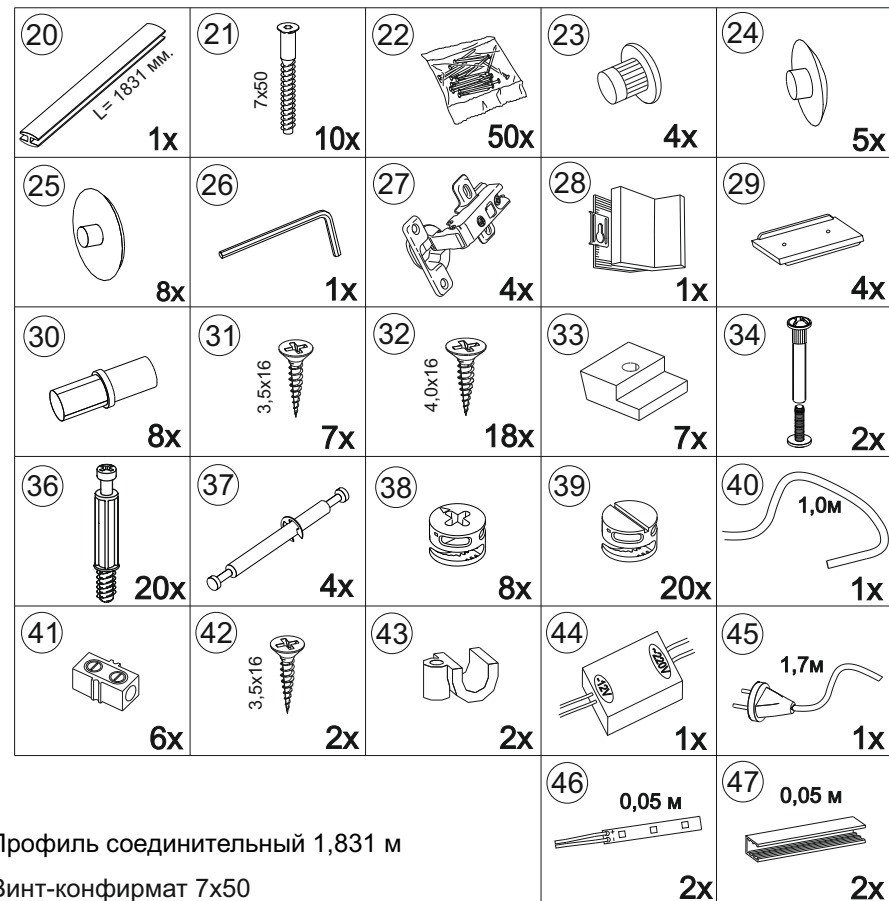 20 21 22 23 24
L= 1831 мм.
7x50
1x 10x 50x 4x 5x
25 26 27 28 29
8x 1x 4x 1x 4x
30 31 32 33 34
3,5x16 4,0x16
8x 7x 18x 7x 2x
36 37 38 39 40
1,0м
20x 4x 8x 20x 1x
41 42 43 44 45
3,5x16
~12V ~220V
1,7м
6x 2x 2x 1x 1x
46 47
0,05 м 0,05 м
2x 2x
Профиль соединительный 1,831 м
Винт-конфирмат 7x50